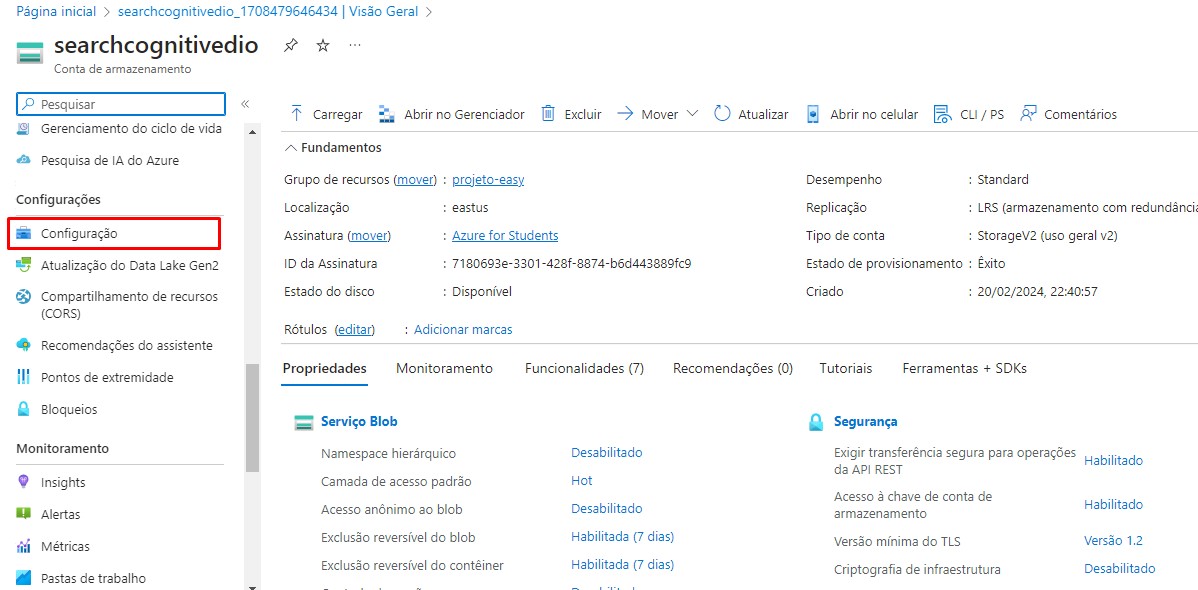 Página inicial > searchcognitivedio_1708479646434 | Visão Geral >
searchcognitivedio
Conta de armazenamento
Pesquisar
Gerenciamento do ciclo de vida
Pesquisa de IA do Azure
Configurações
Configuração
Atualização do Data Lake Gen2
Compartilhamento de recursos
(CORS)
Recomendações do assistente
Pontos de extremidade
Bloqueios
Monitoramento
Insights
Alertas
Métricas
Pastas de trabalho
Carregar Abrir no Gerenciador Excluir Mover Atualizar Abrir no celular CLI / PS Comentários
Fundamentos
Grupo de recursos (mover) : projeto-easy
Localização : eastus
Assinatura (mover) : Azure for Students
ID da Assinatura : 7180693e-3301-428f-8874-b6d443889fc9
Estado do disco : Disponível
Desempenho : Standard
Replicação : LRS (armazenamento com redundância
Tipo de conta : StorageV2 (uso geral v2)
Estado de provisionamento : Êxito
Criado : 20/02/2024, 22:40:57
Rótulos (editar) : Adicionar marcas
Propriedades Monitoramento Funcionalidades (7) Recomendações (0) Tutoriais Ferramentas + SDKs
Serviço Blob
Namespace hierárquico Desabilitado
Camada de acesso padrão Hot
Acesso anônimo ao blob Desabilitado
Exclusão reversível do blob Habilitada (7 dias)
Exclusão reversível do contêiner Habilitada (7 dias)
Segurança
Exigir transferência segura para operações
da API REST Habilitado
Acesso à chave de conta de
armazenamento Habilitado
Versão mínima do TLS Versão 1.2
Criptografia de infraestrutura Desabilitado